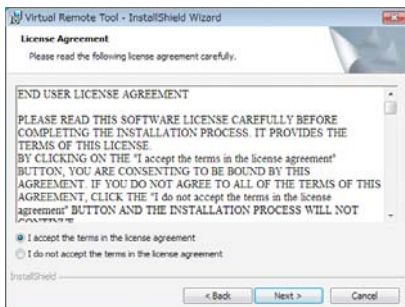 Virtual Remote Tool - InstallShield Wizard
License Agreement
Please read the following license agreement carefully.
END USER LICENSE AGREEMENT
PLEASE READ THIS SOFTWARE LICENSE CAREFULLY BEFORE
COMPLETING THE INSTALLATION PROCESS. IT PROVIDES THE
TERMS OF THIS LICENSE.
BY CLICKING ON THE "I accept the terms in the license agreement"
BUTTON, YOU ARE CONSENTING TO BE BOUND BY THIS
AGREEMENT. IF YOU DO NOT AGREE TO ALL OF THE TERMS OF THIS
AGREEMENT, CLICK THE "I do not accept the terms in the license
agreement" BUTTON AND THE INSTALLATION PROCESS WILL NOT
CONTINUE
I accept the terms in the license agreement
I do not accept the terms in the license agreement
InstallShield
< Back
Next >
Cancel